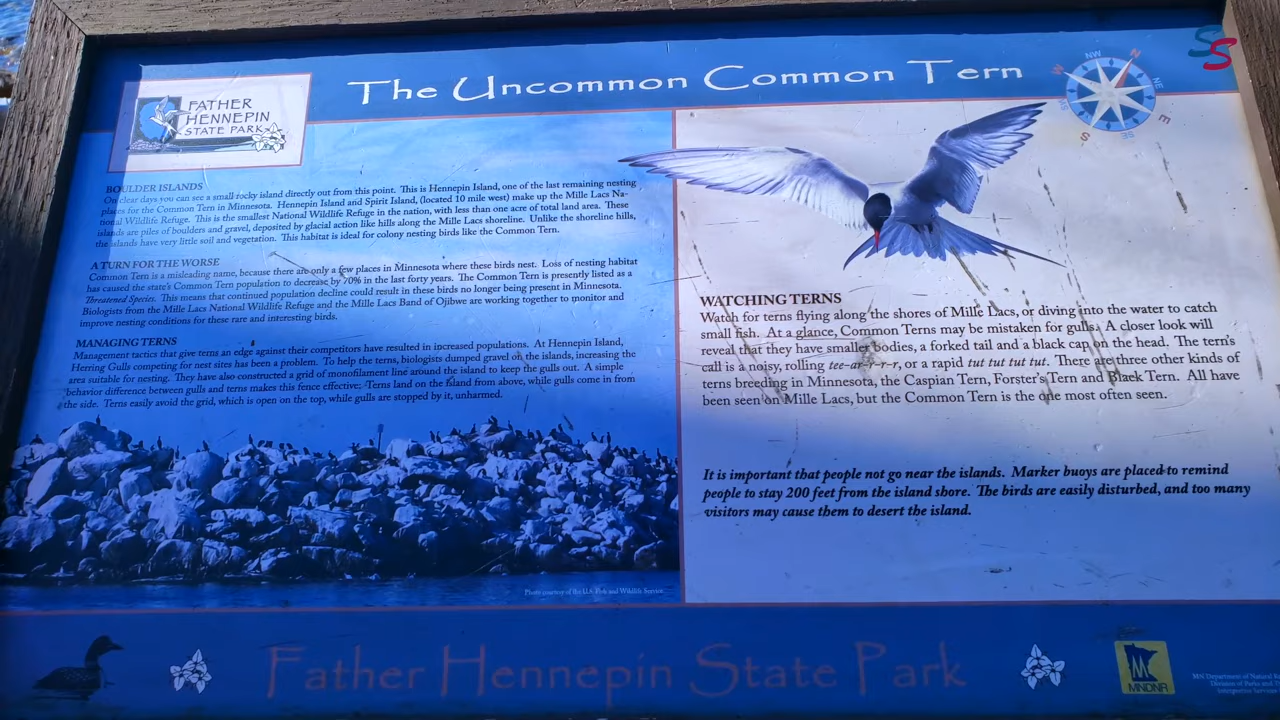 The Uncommon Common Tern
FATHER
HENNEPIN
STATE PARK
NW
N
NE
E
SE
S
SW
W
SS
BOULDER ISLANDS
On clear days you can see a small rocky island directly out from this point. This is Hennepin Island, one of the last remaining nesting
places for the Common Tern in Minnesota. Hennepin Island and Spirit Island, (located 10 mile west) make up the Mille Lacs Na-
tional Wildlife Refuge. This is the smallest National Wildlife Refuge in the nation, with less than one acre of total land area. These
islands are piles of boulders and gravel, deposited by glacial action like hills along the Mille Lacs shoreline. Unlike the shoreline hills,
the islands have very little soil and vegetation. This habitat is ideal for colony nesting birds like the Common Tern.
A TURN FOR THE WORSE
Common Tern is a misleading name, because there are only a few places in Minnesota where these birds nest. Loss of nesting habitat
has caused the state's Common Tern population to decrease by 70% in the last forty years. The Common Tern is presently listed as a
Threatened Species. This means that continued population decline could result in these birds no longer being present in Minnesota.
Biologists from the Mille Lacs National Wildlife Refuge and the Mille Lacs Band of Ojibwe are working together to monitor and
improve nesting conditions for these rare and interesting birds.
MANAGING TERNS
Management tactics that give terns an edge against their competitors have resulted in increased populations. At Hennepin Island,
Herring Gulls competing for nest sites has been a problem. To help the terns, biologists dumped gravel on the islands, increasing the
area suitable for nesting. They have also constructed a grid of monofilament line around the island to keep the gulls out. A simple
behavior difference between gulls and terns makes this fence effective: Terns land on the island from above, while gulls come in from
the side. Terns easily avoid the grid, which is open on the top, while gulls are stopped by it, unharmed.
Photo courtesy of the U.S. Fish and Wildlife Service
WATCHING TERNS
Watch for terns flying along the shores of Mille Lacs, or diving into the water to catch
small fish. At a glance, Common Terns may be mistaken for gulls. A closer look will
reveal that they have smaller bodies, a forked tail and a black cap on the head. The tern's
call is a noisy, rolling tee-ar-r-r-r, or a rapid tut tut tut tut. There are three other kinds of
terns breeding in Minnesota, the Caspian Tern, Forster's Tern and Black Tern. All have
been seen on Mille Lacs, but the Common Tern is the one most often seen.
It is important that people not go near the islands. Marker buoys are placed to remind
people to stay 200 feet from the island shore. The birds are easily disturbed, and too many
visitors may cause them to desert the island.
Father Hennepin State Park
MNDNR
MN Department of Natural
Division of Parks and
Interpretive Services